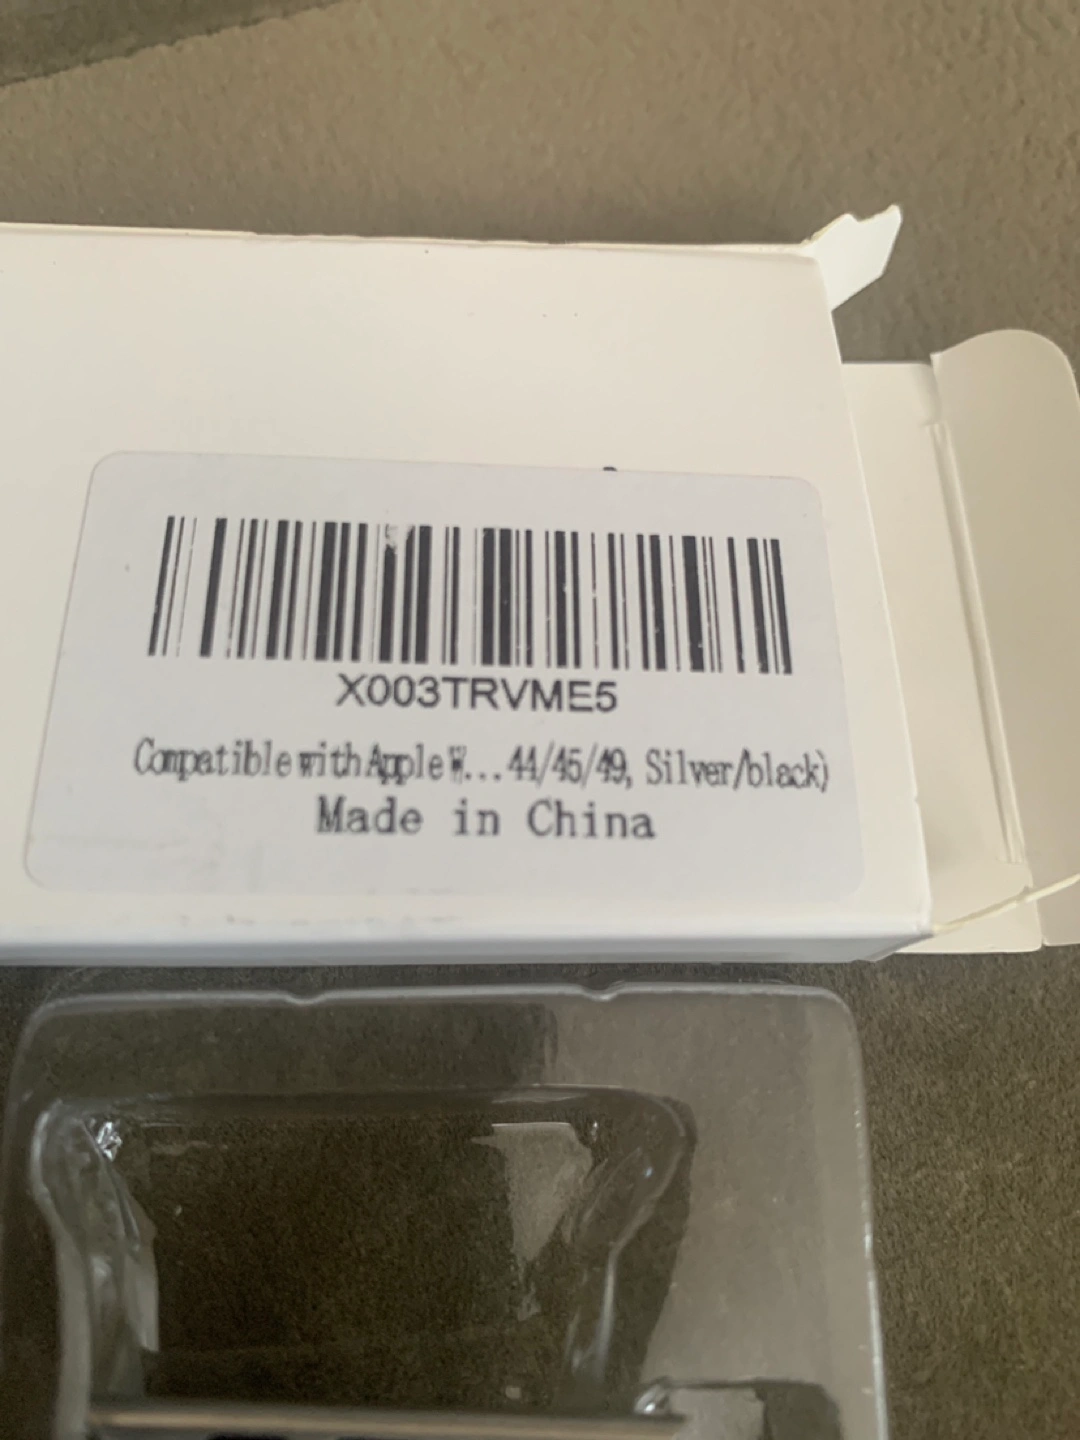 X003TRVME5
Compatible with Apple W...44/45/49, Silver/black)
Made in China